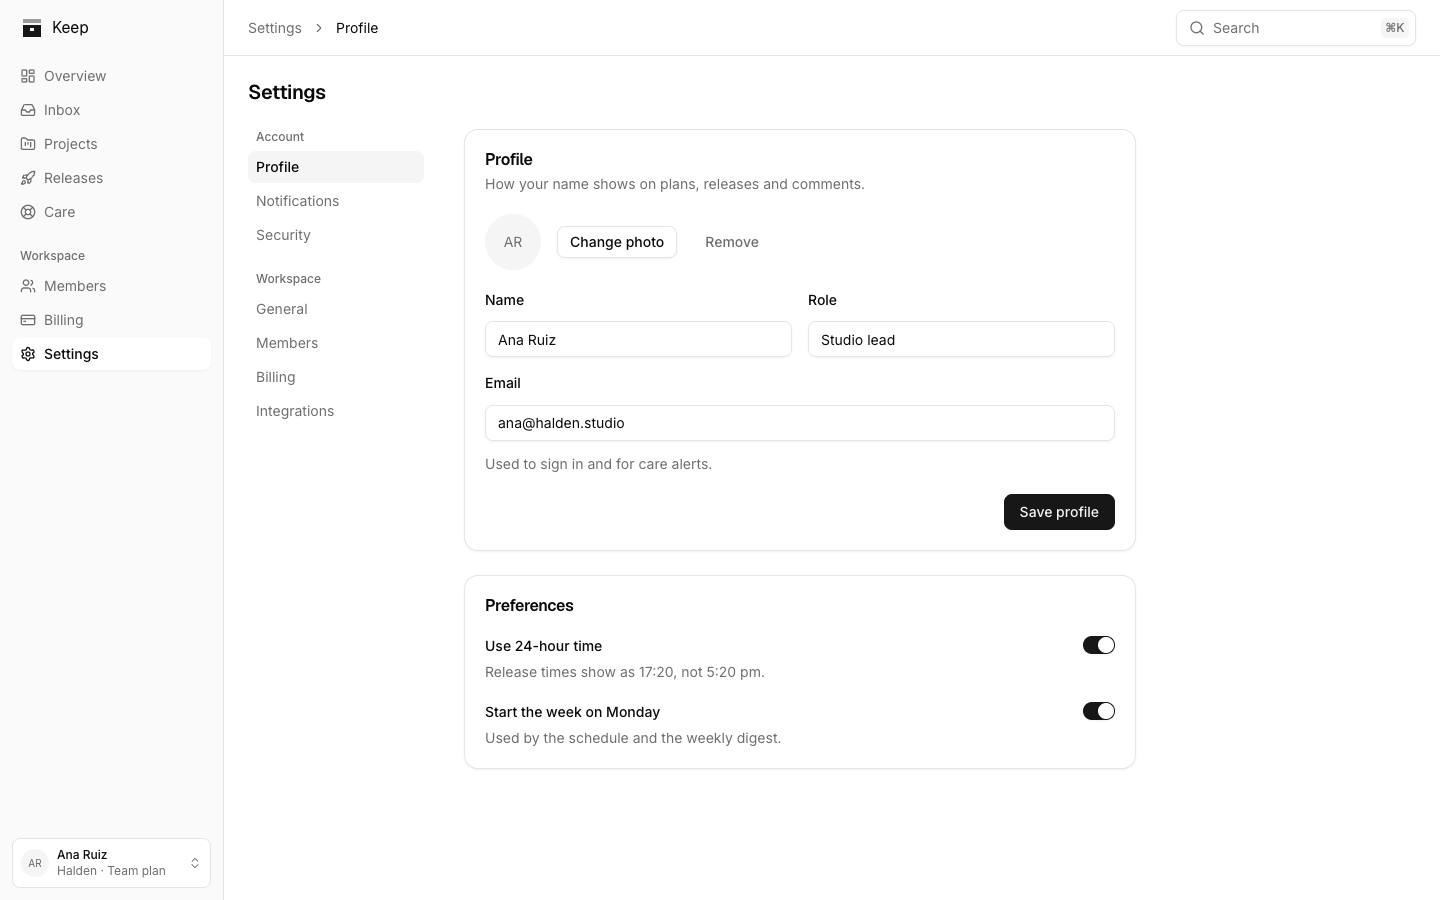 Keep
Overview
Inbox
Projects
Releases
Care
Workspace
Members
Billing
Settings
AR
Ana Ruiz
Halden · Team plan
Settings
Profile
Search
⌘K
Settings
Account
Profile
Notifications
Security
Workspace
General
Members
Billing
Integrations
Profile
How your name shows on plans, releases and comments.
AR
Change photo
Remove
Name
Role
Ana Ruiz
Studio lead
Email
ana@halden.studio
Used to sign in and for care alerts.
Save profile
Preferences
Use 24-hour time
Release times show as 17:20, not 5:20 pm.
Start the week on Monday
Used by the schedule and the weekly digest.